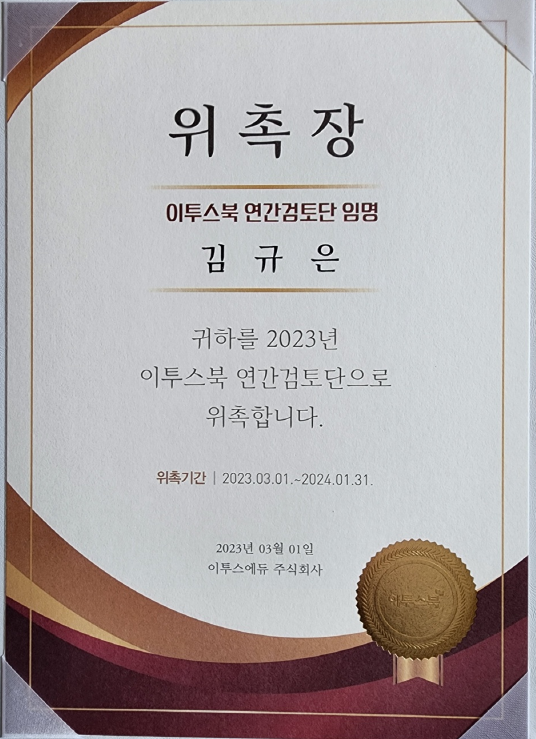 위촉장
이투스북 연간검토단 임명
김규은
귀하를 2023년
이투스북 연간검토단으로
위촉합니다.
위촉기간 | 2023.03.01.~2024.01.31.
2023년 03월 01일
이투스에듀 주식회사
이투스북